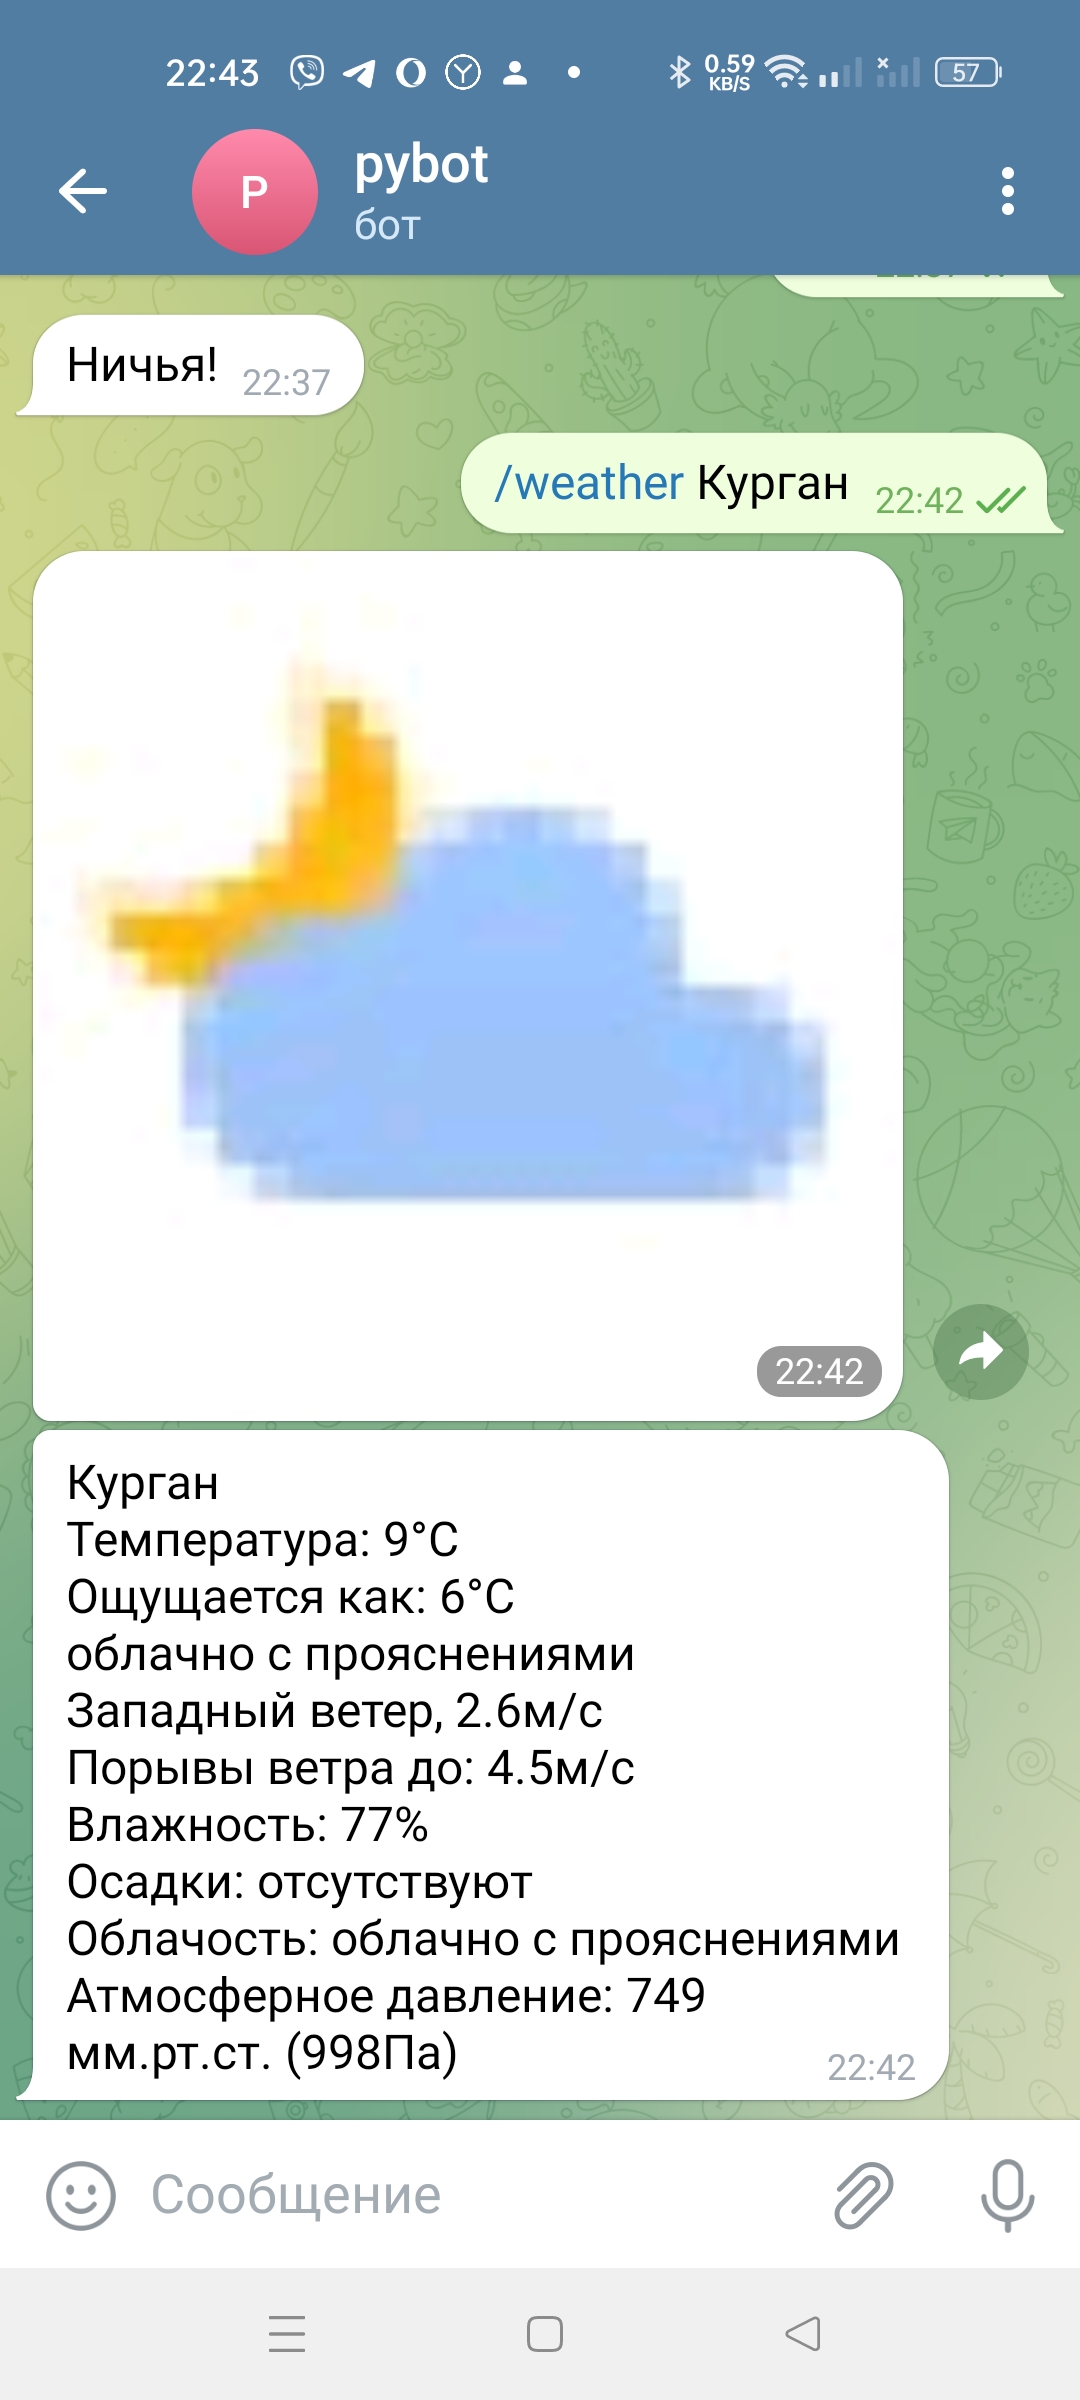 22:43
0.59
KB/S
57
P
pybot
бот
Ничья! 22:37
/weather Курган 22:42
22:42
Курган
Температура: 9°C
Ощущается как: 6°C
облачно с прояснениями
Западный ветер, 2.6м/с
Порывы ветра до: 4.5м/с
Влажность: 77%
Осадки: отсутствуют
Облачость: облачно с прояснениями
Атмосферное давление: 749
мм.рт.ст. (998Па)
22:42
Сообщение